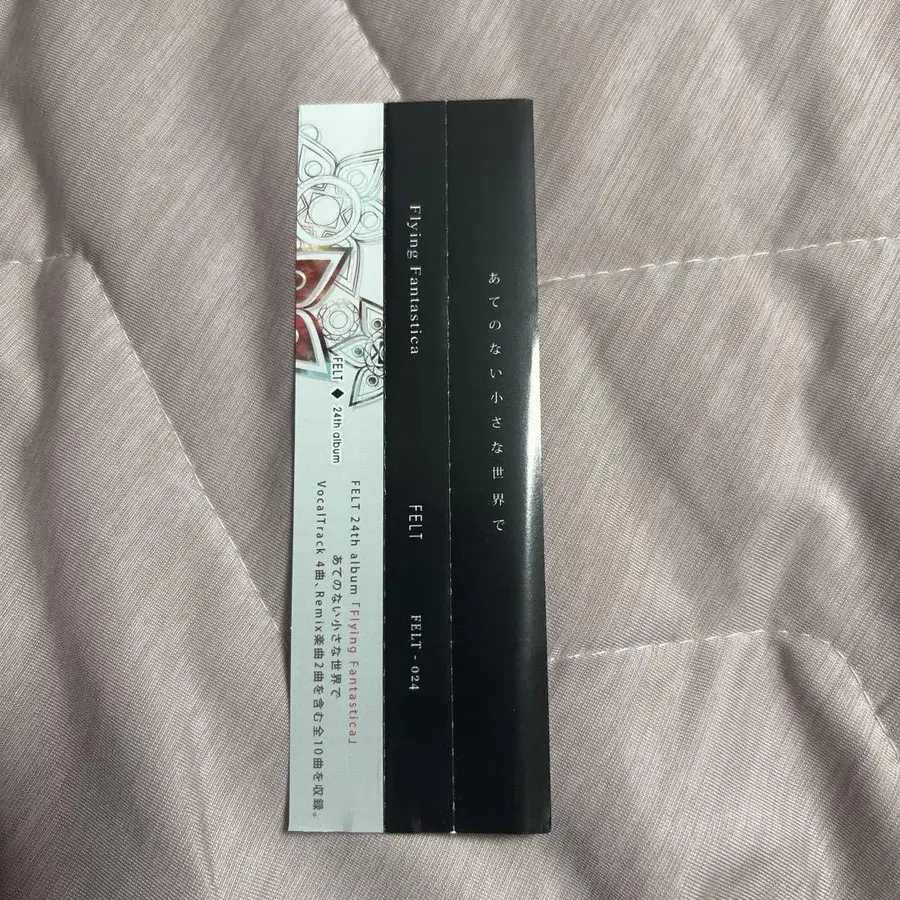 あてのない小さな世界で
Flying Fantastica
FELT
FELT - 024
FELT ◆ 24th album
FELT 24th album「Flying Fantastica」
あてのない小さな世界で
VocalTrack 4曲、Remix楽曲2曲を含む全10曲を収録。